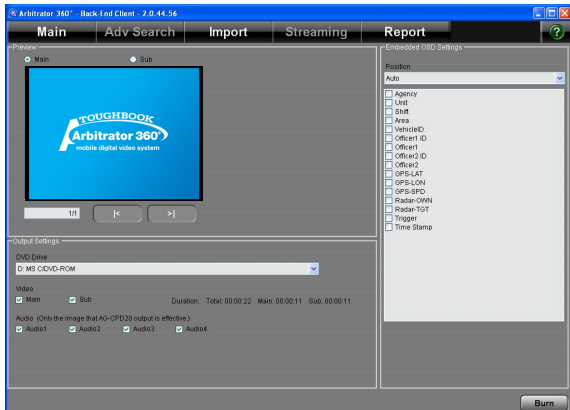 Arbitrator 360° - Back-End Client - 2.0.44.56
Main Adv Search Import Streaming Report ?
Preview
Main Sub
TOUGHBOOK
Arbitrator 360°
mobile digital video system
1/1 |< >|
Output Settings
DVD Drive
D: MS C/DVD-ROM
Video
Main Sub Duration: Total: 00:00:22 Main: 00:00:11 Sub: 00:00:11
Audio (Only the image that AG-CPD20 output is effective.)
Audio1 Audio2 Audio3 Audio4
Embedded OSD Settings
Position
Auto
Agency
Unit
Shift
Area
VehicleID
Officer1 ID
Officer1
Officer2 ID
Officer2
GPS-LAT
GPS-LON
GPS-SPD
Radar-OWN
Radar-TGT
Trigger
Time Stamp
Burn